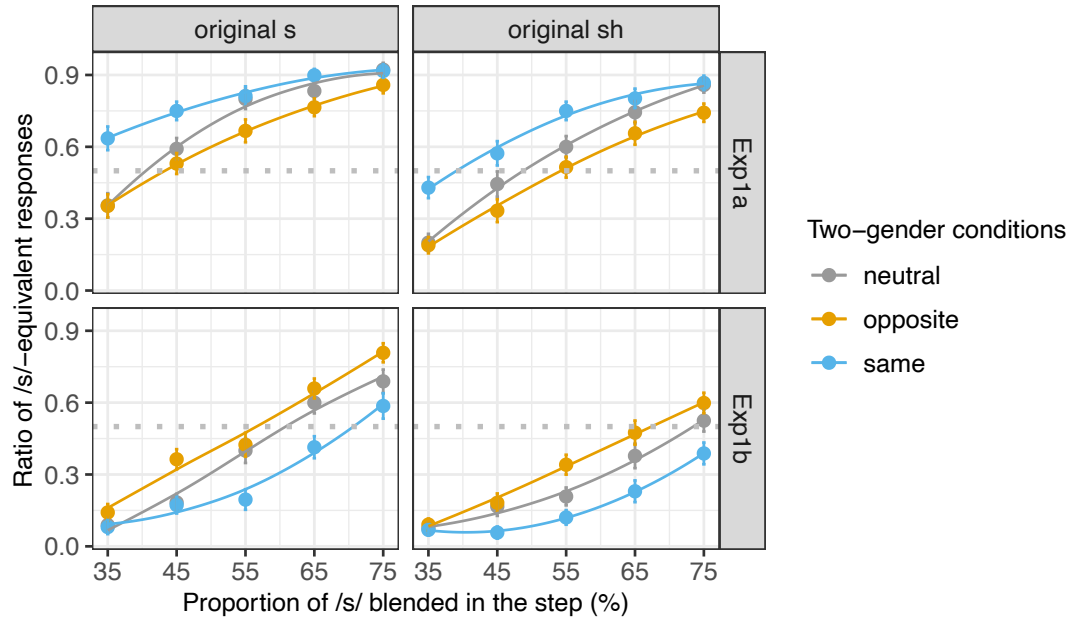 original s
original sh
Ratio of /s/-equivalent responses
0.9
0.6
0.3
0.0
Exp1a
0.9
0.6
0.3
0.0
Exp1b
35 45 55 65 75
35 45 55 65 75
Proportion of /s/ blended in the step (%)
Two-gender conditions
neutral
opposite
same